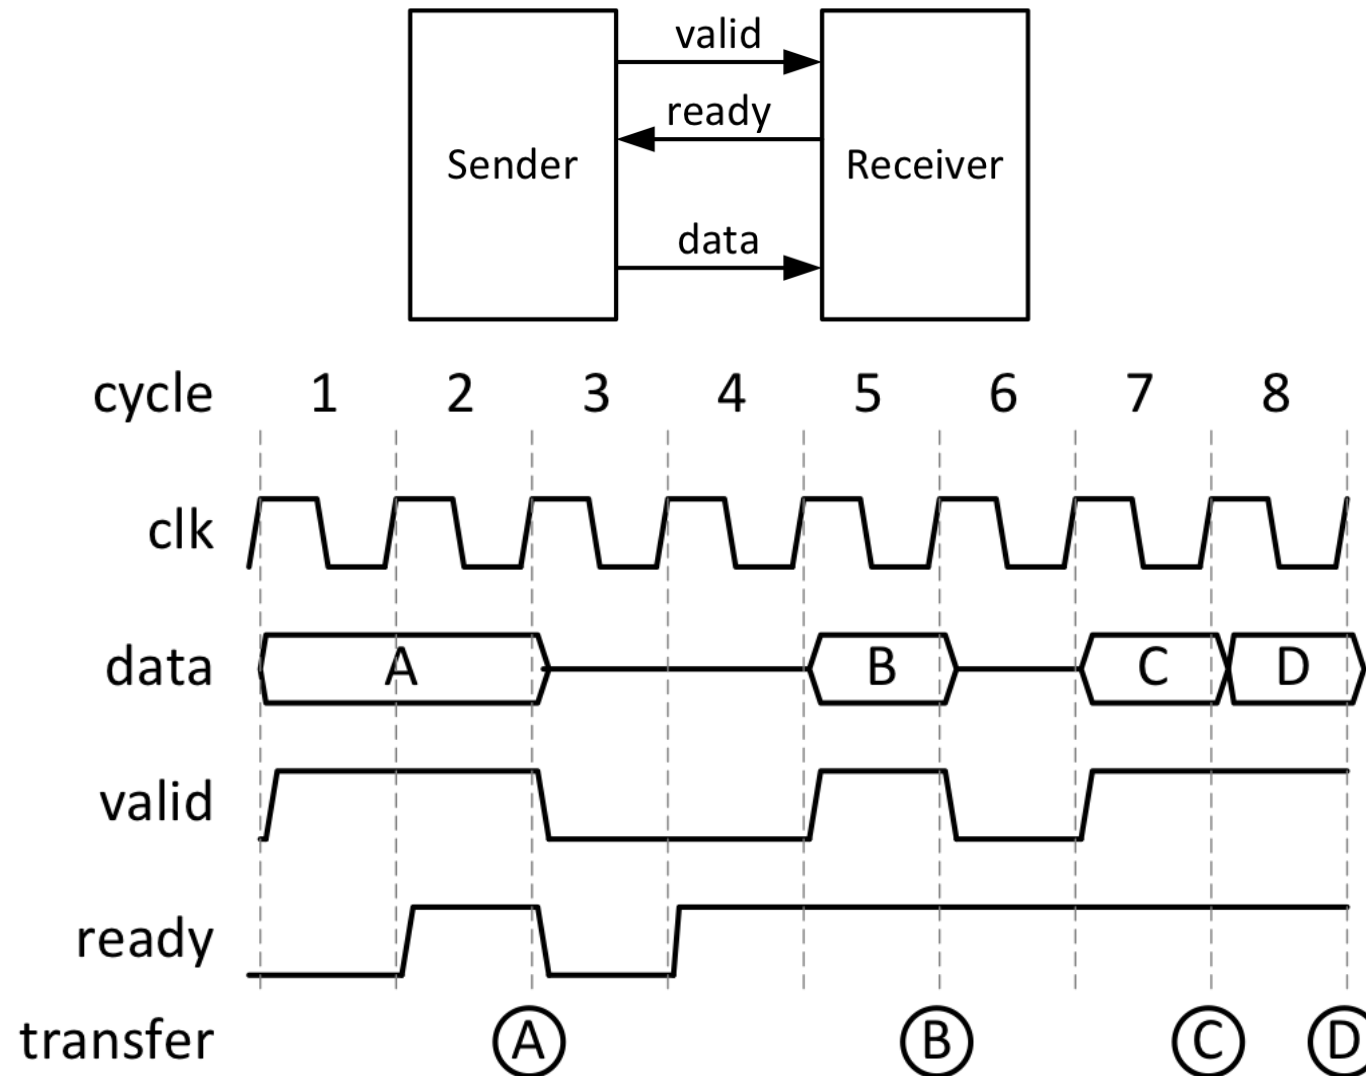 valid
ready
Sender
Receiver
data
cycle 1 2 3 4 5 6 7 8
clk
data A B C D
valid
ready
transfer A B C D